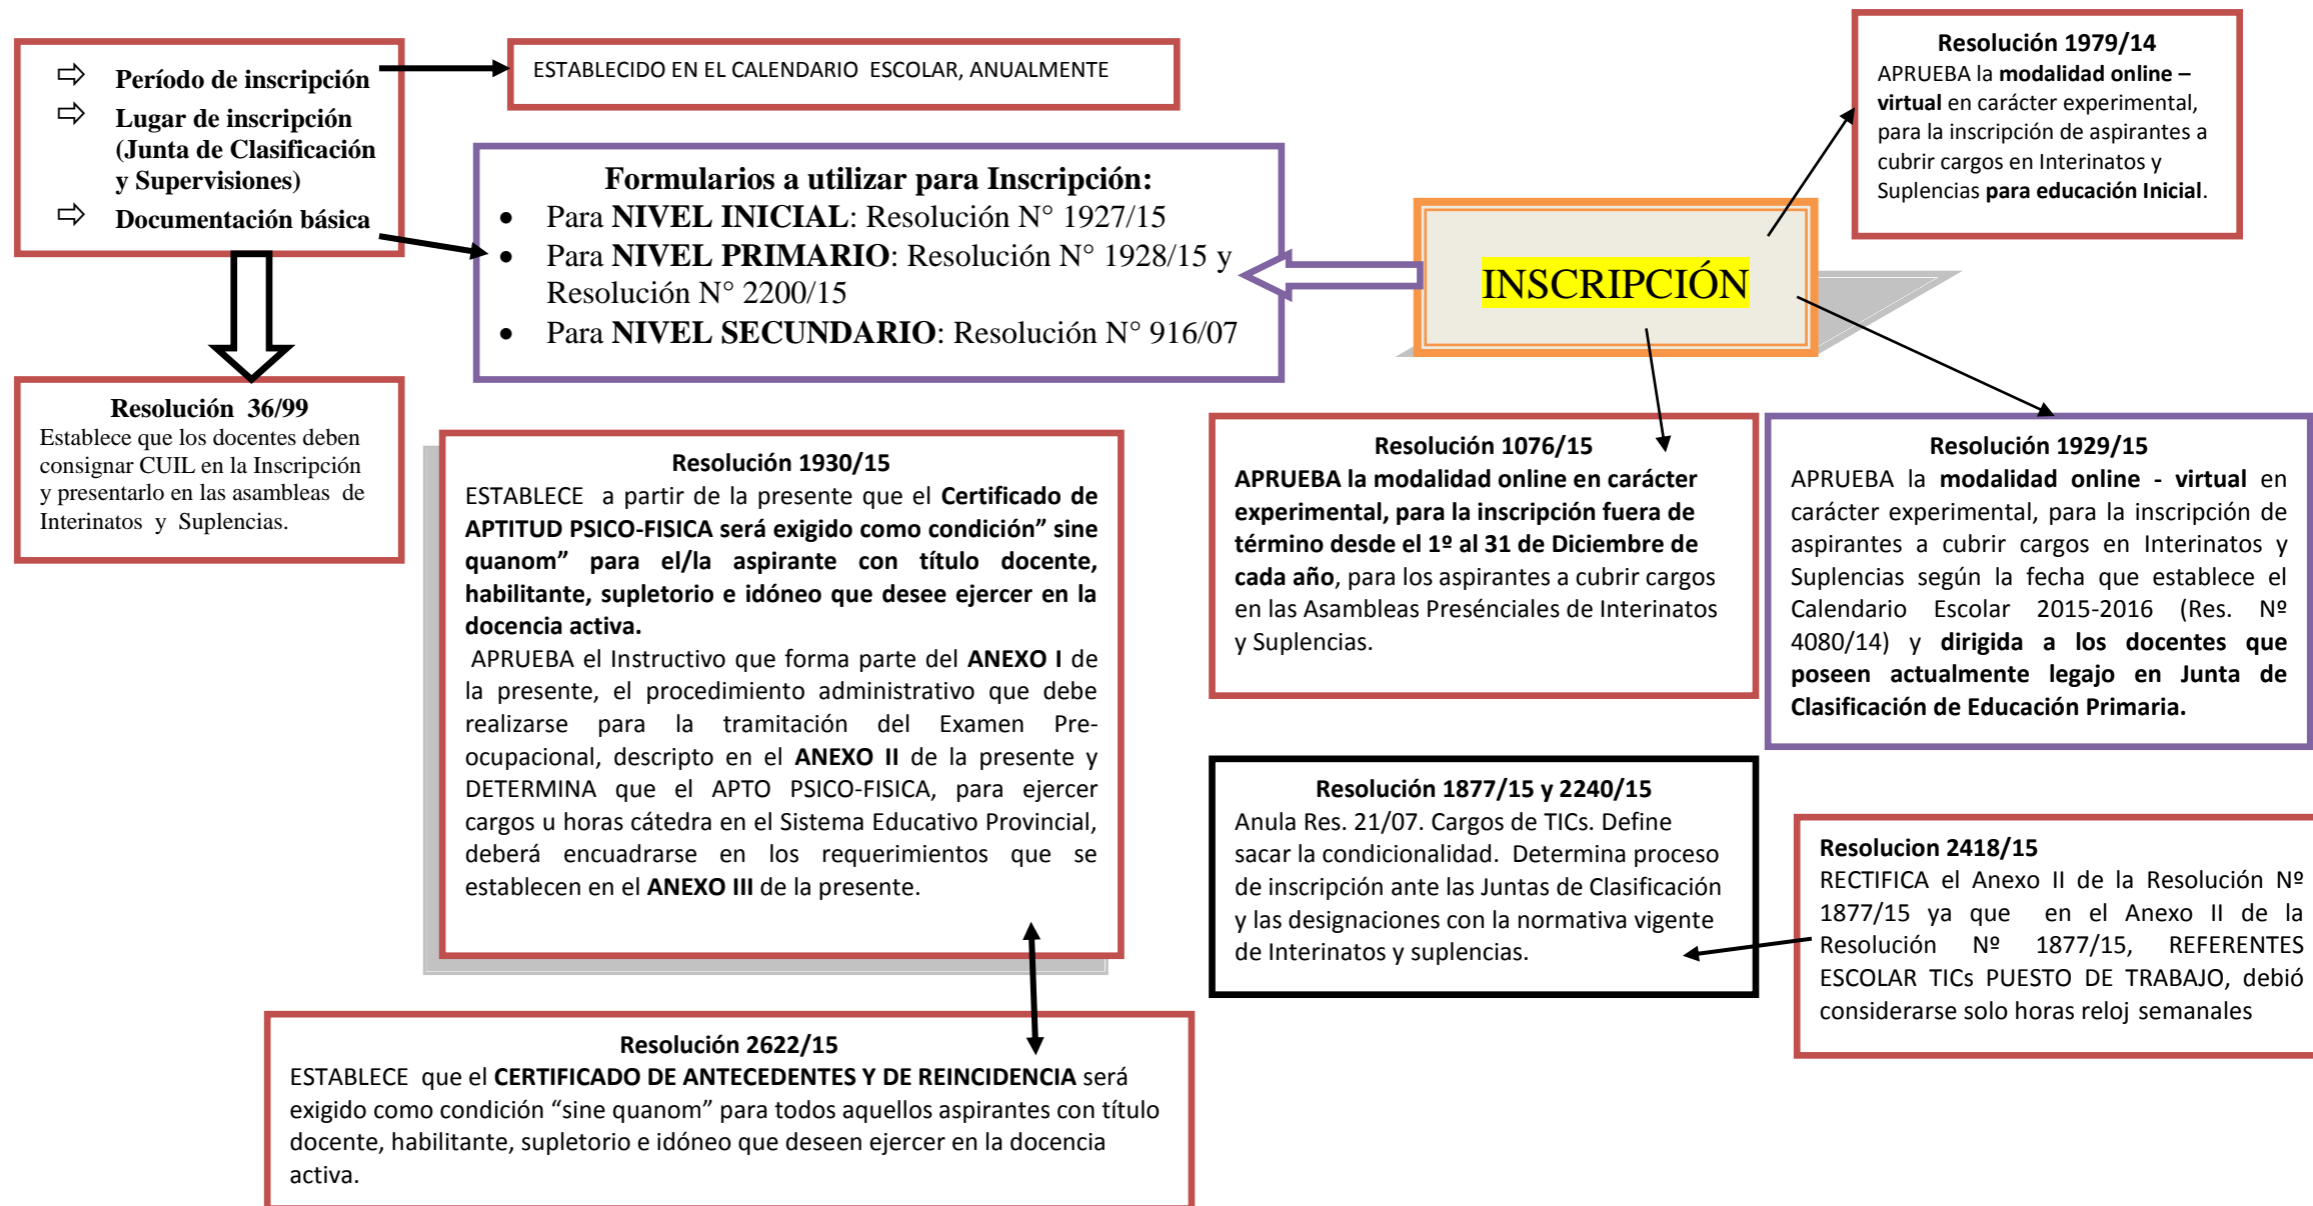 Período de inscripción
Lugar de inscripción
(Junta de Clasificación
y Supervisiones)
Documentación básica
ESTABLECIDO EN EL CALENDARIO ESCOLAR, ANUALMENTE
Resolución 1979/14
APRUEBA la modalidad online –
virtual en carácter experimental,
para la inscripción de aspirantes a
cubrir cargos en Interinatos y
Suplencias para educación Inicial.
Formularios a utilizar para Inscripción:
• Para NIVEL INICIAL: Resolución N° 1927/15
• Para NIVEL PRIMARIO: Resolución N° 1928/15 y
Resolución N° 2200/15
• Para NIVEL SECUNDARIO: Resolución N° 916/07
INSCRIPCIÓN
Resolución 36/99
Establece que los docentes deben
consignar CUIL en la Inscripción
y presentarlo en las asambleas de
Interinatos y Suplencias.
Resolución 1930/15
ESTABLECE a partir de la presente que el Certificado de
APTITUD PSICO-FISICA será exigido como condición” sine
quanom” para el/la aspirante con título docente,
habilitante, supletorio e idóneo que desee ejercer en la
docencia activa.
APRUEBA el Instructivo que forma parte del ANEXO I de
la presente, el procedimiento administrativo que debe
realizarse para la tramitación del Examen Pre-
ocupacional, descripto en el ANEXO II de la presente y
DETERMINA que el APTO PSICO-FISICA, para ejercer
cargos u horas cátedra en el Sistema Educativo Provincial,
deberá encuadrarse en los requerimientos que se
establecen en el ANEXO III de la presente.
Resolución 1076/15
APRUEBA la modalidad online en carácter
experimental, para la inscripción fuera de
término desde el 1º al 31 de Diciembre de
cada año, para los aspirantes a cubrir cargos
en las Asambleas Presénciales de Interinatos
y Suplencias.
Resolución 1929/15
APRUEBA la modalidad online - virtual en
carácter experimental, para la inscripción de
aspirantes a cubrir cargos en Interinatos y
Suplencias según la fecha que establece el
Calendario Escolar 2015-2016 (Res. Nº
4080/14) y dirigida a los docentes que
poseen actualmente legajo en Junta de
Clasificación de Educación Primaria.
Resolución 1877/15 y 2240/15
Anula Res. 21/07. Cargos de TICs. Define
sacar la condicionalidad. Determina proceso
de inscripción ante las Juntas de Clasificación
y las designaciones con la normativa vigente
de Interinatos y suplencias.
Resolucion 2418/15
RECTIFICA el Anexo II de la Resolución Nº
1877/15 ya que en el Anexo II de la
Resolución Nº 1877/15, REFERENTES
ESCOLAR TICs PUESTO DE TRABAJO, debió
considerarse solo horas reloj semanales
Resolución 2622/15
ESTABLECE que el CERTIFICADO DE ANTECEDENTES Y DE REINCIDENCIA será
exigido como condición “sine quanom” para todos aquellos aspirantes con título
docente, habilitante, supletorio e idóneo que deseen ejercer en la docencia
activa.